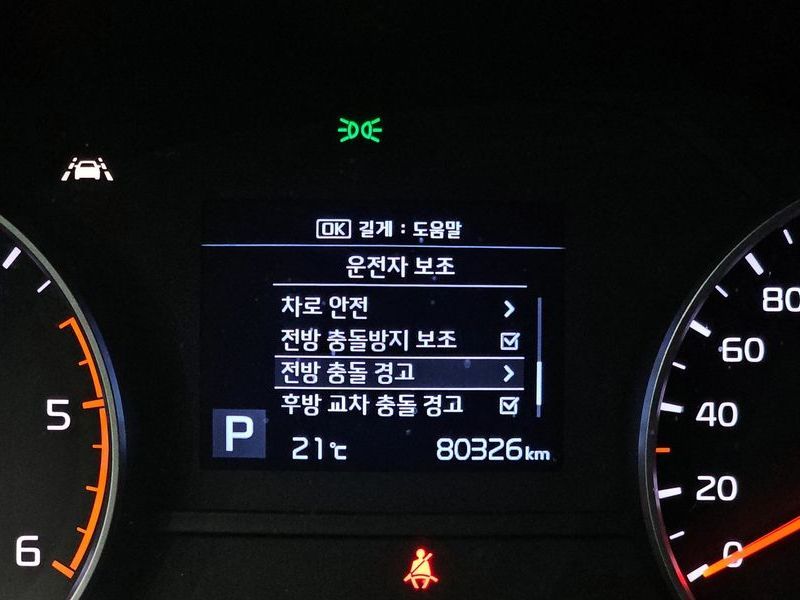 OK 길게 : 도움말
운전자 보조
차로 안전
전방 충돌방지 보조
전방 충돌 경고
후방 교차 충돌 경고
P 21℃ 80326 km
5
6
80
60
40
20
0